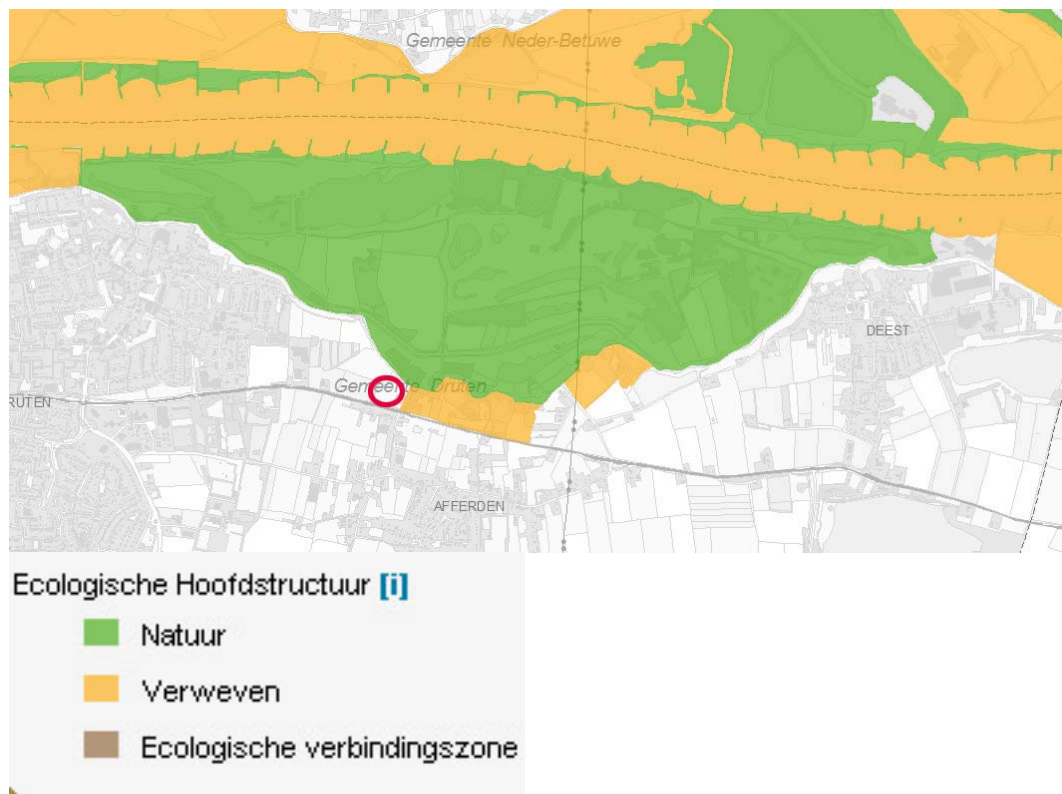 Gemeente Neder-Betuwe
DEEST
Gemeente Druten
RUTEN
AFFERDEN
Ecologische Hoofdstructuur [i]
Natuur
Verweven
Ecologische verbindingszone